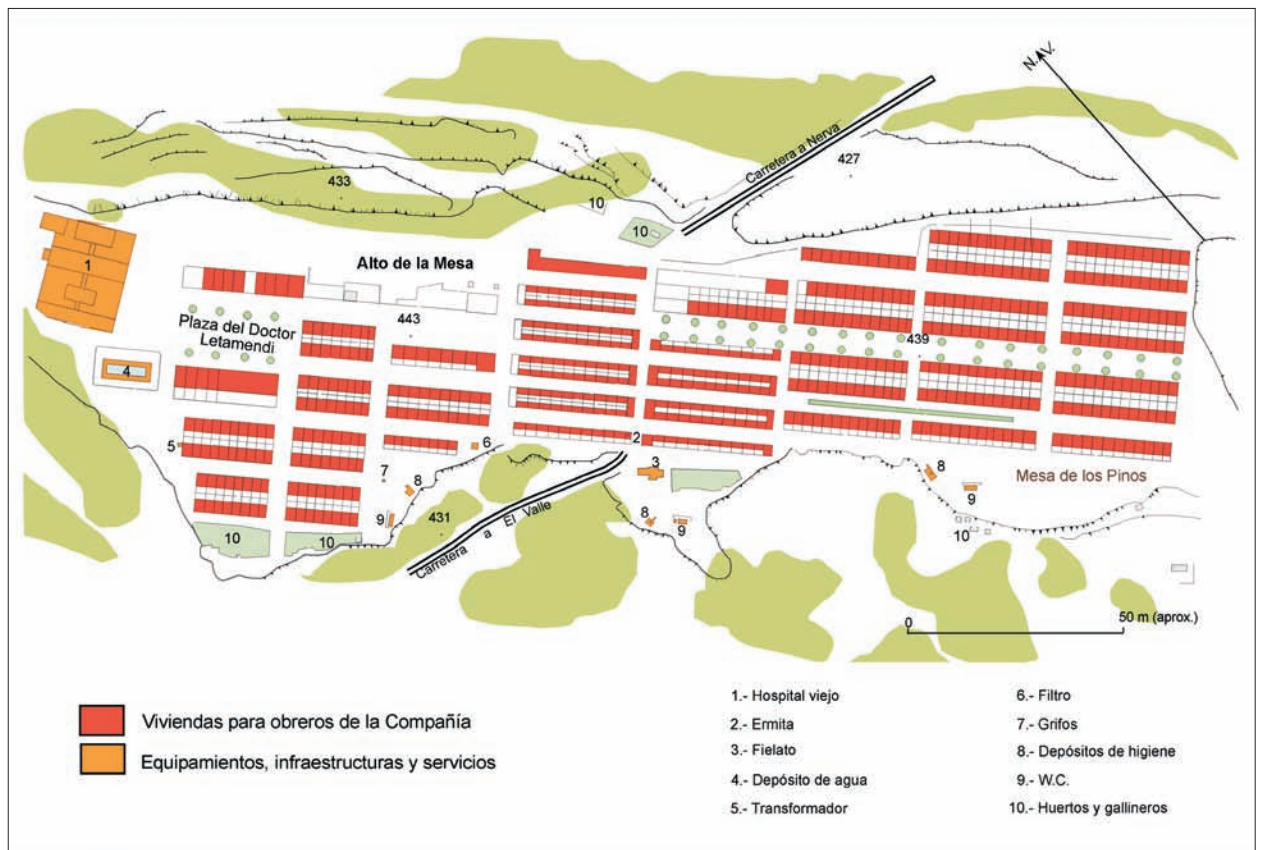 N.V.
Carretera a Nerva
427
433
10
10
1
Alto de la Mesa
443
Plaza del Doctor
Letamendi
439
4
5
6
2
7
3
8
8
Mesa de los Pinos
9
9
431
8
9
10
10
10
Carretera a El Valle
0
50 m (aprox.)
Viviendas para obreros de la Compañía
Equipamientos, infraestructuras y servicios
1.- Hospital viejo
2.- Ermita
3.- Fielato
4.- Depósito de agua
5.- Transformador
6.- Filtro
7.- Grifos
8.- Depósitos de higiene
9.- W.C.
10.- Huertos y gallineros